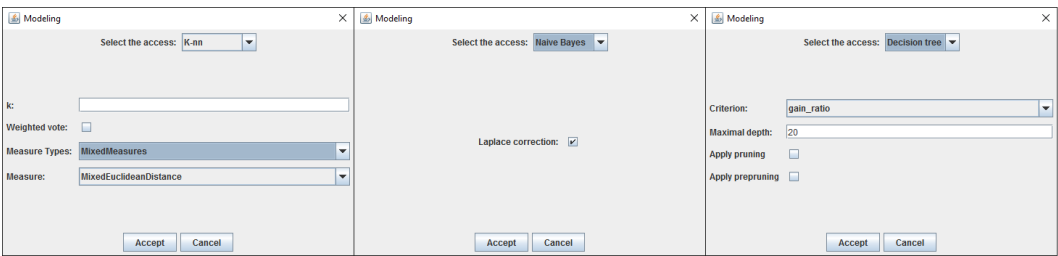 Modeling
Select the access: K-nn
k:
Weighted vote:
Measure Types: MixedMeasures
Measure: MixedEuclideanDistance
Accept Cancel
Modeling
Select the access: Naive Bayes
Laplace correction:
Accept Cancel
Modeling
Select the access: Decision tree
Criterion: gain_ratio
Maximal depth: 20
Apply pruning
Apply prepruning
Accept Cancel